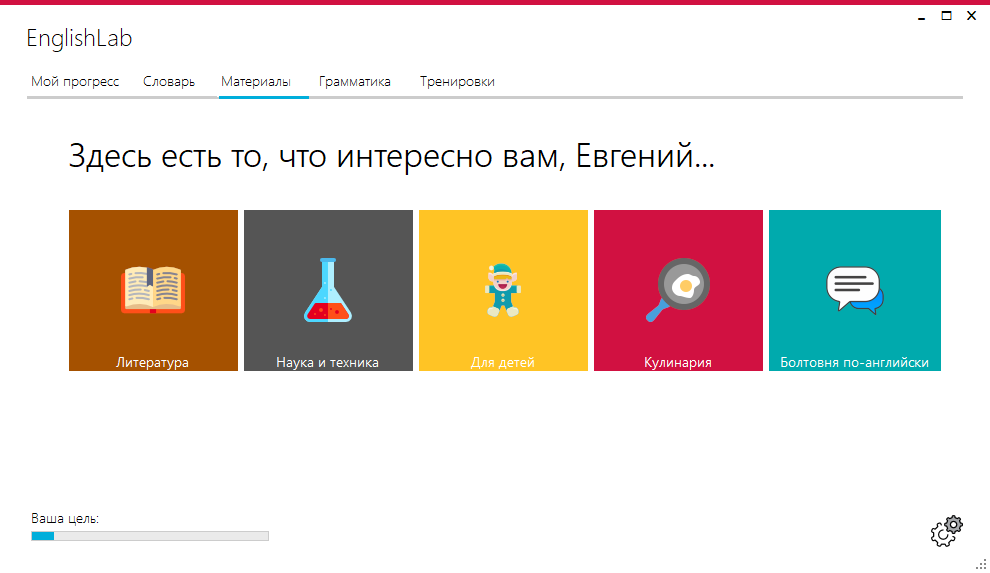 EnglishLab
Мой прогресс Словарь Материалы Грамматика Тренировки
Здесь есть то, что интересно вам, Евгений...
Литература Наука и техника Для детей Кулинария Болтовня по-английски
Ваша цель: